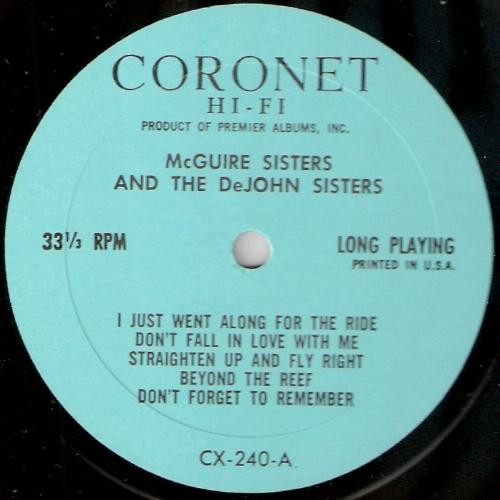 CORONET
HI-FI
PRODUCT OF PREMIER ALBUMS, INC.
McGUIRE SISTERS
AND THE DeJOHN SISTERS
33⅓ RPM
LONG PLAYING
PRINTED IN U.S.A.
I JUST WENT ALONG FOR THE RIDE
DON'T FALL IN LOVE WITH ME
STRAIGHTEN UP AND FLY RIGHT
BEYOND THE REEF
DON'T FORGET TO REMEMBER
CX-240-A